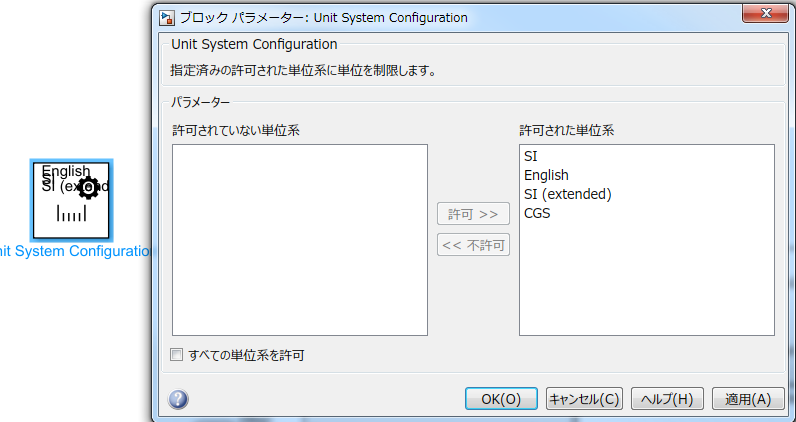 ブロック パラメーター: Unit System Configuration
Unit System Configuration
指定済みの許可された単位系に単位を制限します。
パラメーター
許可されていない単位系
許可された単位系
SI
English
SI (extended)
CGS
許可 >>
<< 不許可
すべての単位系を許可
OK(O)
キャンセル(C)
ヘルプ(H)
適用(A)
English
SI
SI (extend
nit System Configuration